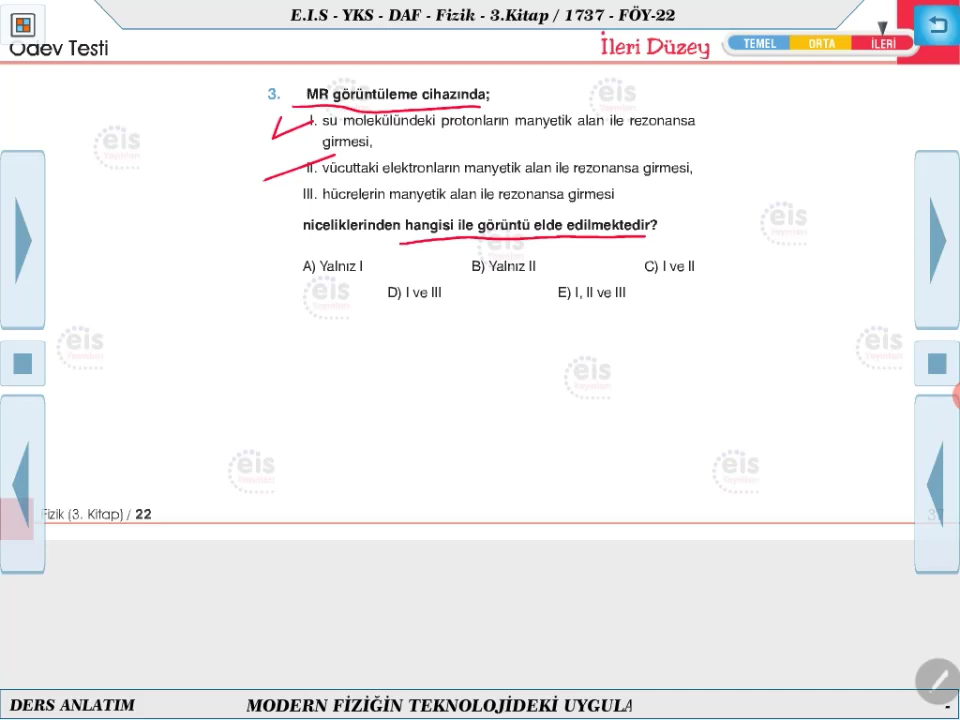 E.I.S - YKS - DAF - Fizik - 3.Kitap / 1737 - FÖY-22
Ödev Testi
İleri Düzey
TEMEL ORTA İLERİ
3. MR görüntüleme cihazında;
I. su molekülündeki protonların manyetik alan ile rezonansa
girmesi,
II. vücuttaki elektronların manyetik alan ile rezonansa girmesi,
III. hücrelerin manyetik alan ile rezonansa girmesi
niceliklerinden hangisi ile görüntü elde edilmektedir?
A) Yalnız I B) Yalnız II C) I ve II
D) I ve III E) I, II ve III
eis
Yayınları
Fizik (3. Kitap) / 22
DERS ANLATIM MODERN FİZİĞİN TEKNOLOJİDEKİ UYGULA -